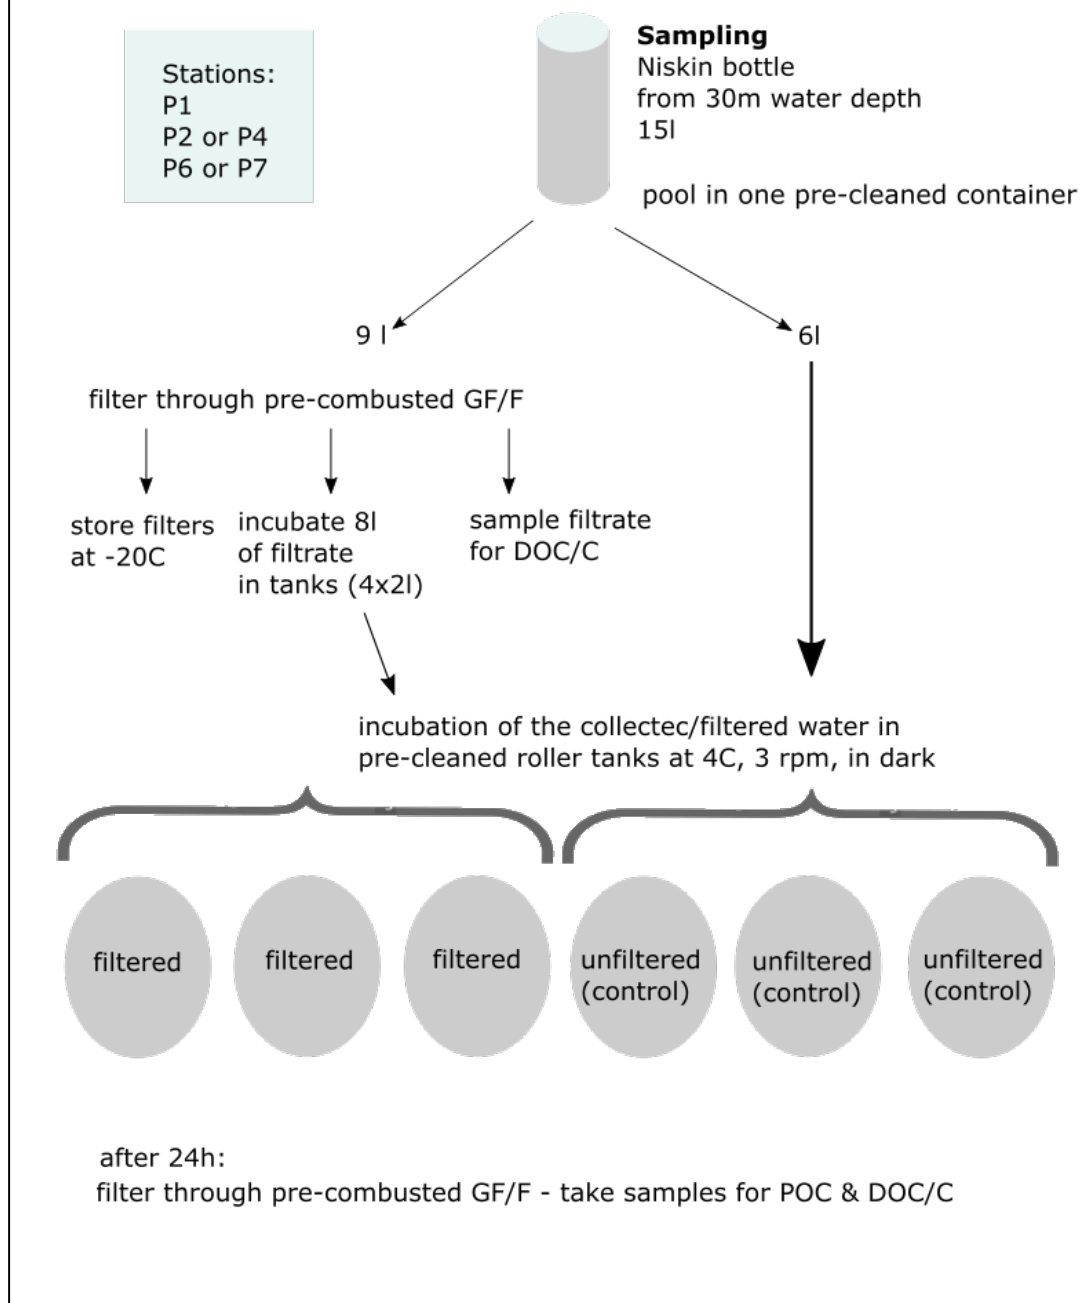 Stations:
P1
P2 or P4
P6 or P7
Sampling
Niskin bottle
from 30m water depth
15l
pool in one pre-cleaned container
9 l
6l
filter through pre-combusted GF/F
store filters
at -20C
incubate 8l
of filtrate
in tanks (4x2l)
sample filtrate
for DOC/C
incubation of the collectec/filtered water in
pre-cleaned roller tanks at 4C, 3 rpm, in dark
filtered
filtered
filtered
unfiltered
(control)
unfiltered
(control)
unfiltered
(control)
after 24h:
filter through pre-combusted GF/F - take samples for POC & DOC/C